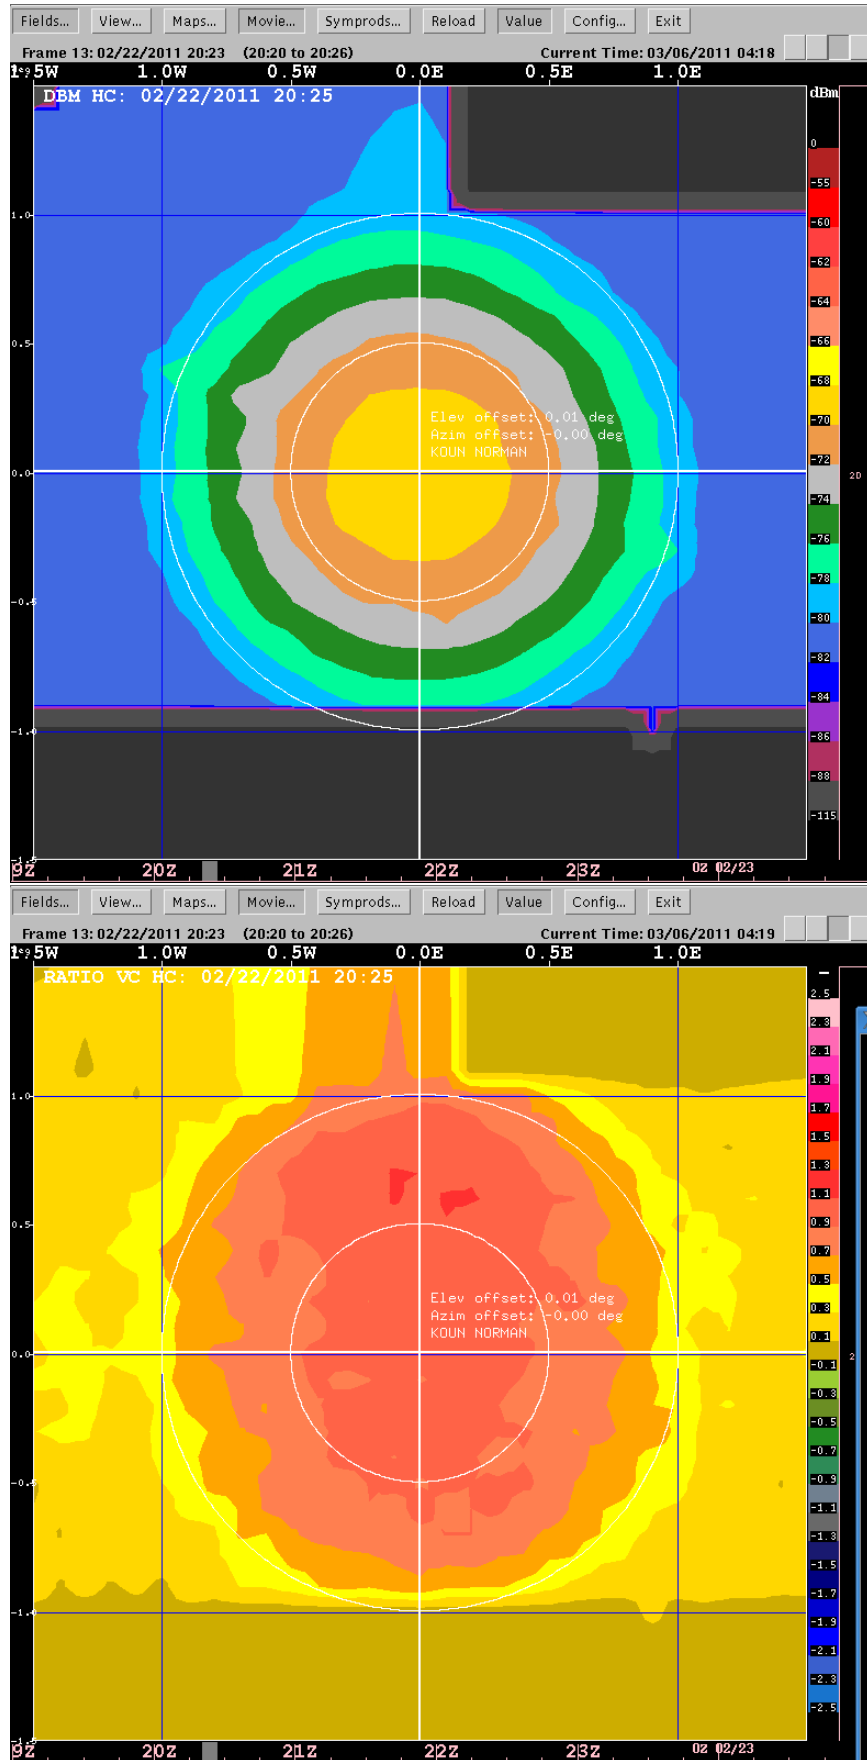 Fields... View... Maps... Movie... Symprods... Reload Value Config... Exit
Frame 13: 02/22/2011 20:23 (20:20 to 20:26) Current Time: 03/06/2011 04:18
1.5W 1.0W 0.5W 0.0E 0.5E 1.0E
DBM HC: 02/22/2011 20:25 dBm
0
-55
-60
1.0
-62
-64
0.5 -66
-68
Elev offset: 0.01 deg -70
Azim offset: -0.00 deg
KOUN NORMAN -72
0.0 20
-74
-76
-78
-0.5 -80
-82
-84
-1.0 -86
-88
-115
-1.5
9Z 20Z 21Z 22Z 23Z 0Z 02/23
Fields... View... Maps... Movie... Symprods... Reload Value Config... Exit
Frame 13: 02/22/2011 20:23 (20:20 to 20:26) Current Time: 03/06/2011 04:19
1.5W 1.0W 0.5W 0.0E 0.5E 1.0E
RATIO VC HC: 02/22/2011 20:25 –
2.5
2.3
2.1
1.9
1.0 1.7
1.5
1.3
1.1
0.5 0.9
0.7
0.5
Elev offset: 0.01 deg 0.3
Azim offset: -0.00 deg
KOUN NORMAN 0.1
0.0 2
-0.1
-0.3
-0.5
-0.7
-0.5 -0.9
-1.1
-1.3
-1.5
-1.7
-1.0 -1.9
-2.1
-2.3
-2.5
-1.5
9Z 20Z 21Z 22Z 23Z 0Z 02/23